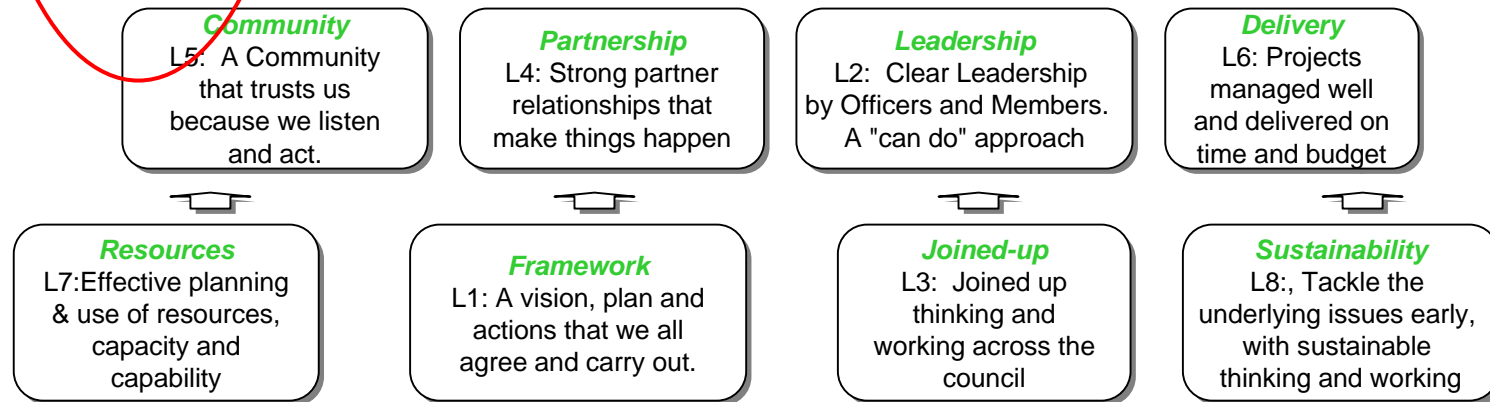 Community
L5: A Community
that trusts us
because we listen
and act.
Partnership
L4: Strong partner
relationships that
make things happen
Leadership
L2: Clear Leadership
by Officers and Members.
A "can do" approach
Delivery
L6: Projects
managed well
and delivered on
time and budget
Resources
L7:Effective planning
& use of resources,
capacity and
capability
Framework
L1: A vision, plan and
actions that we all
agree and carry out.
Joined-up
L3: Joined up
thinking and
working across the
council
Sustainability
L8:, Tackle the
underlying issues early,
with sustainable
thinking and working